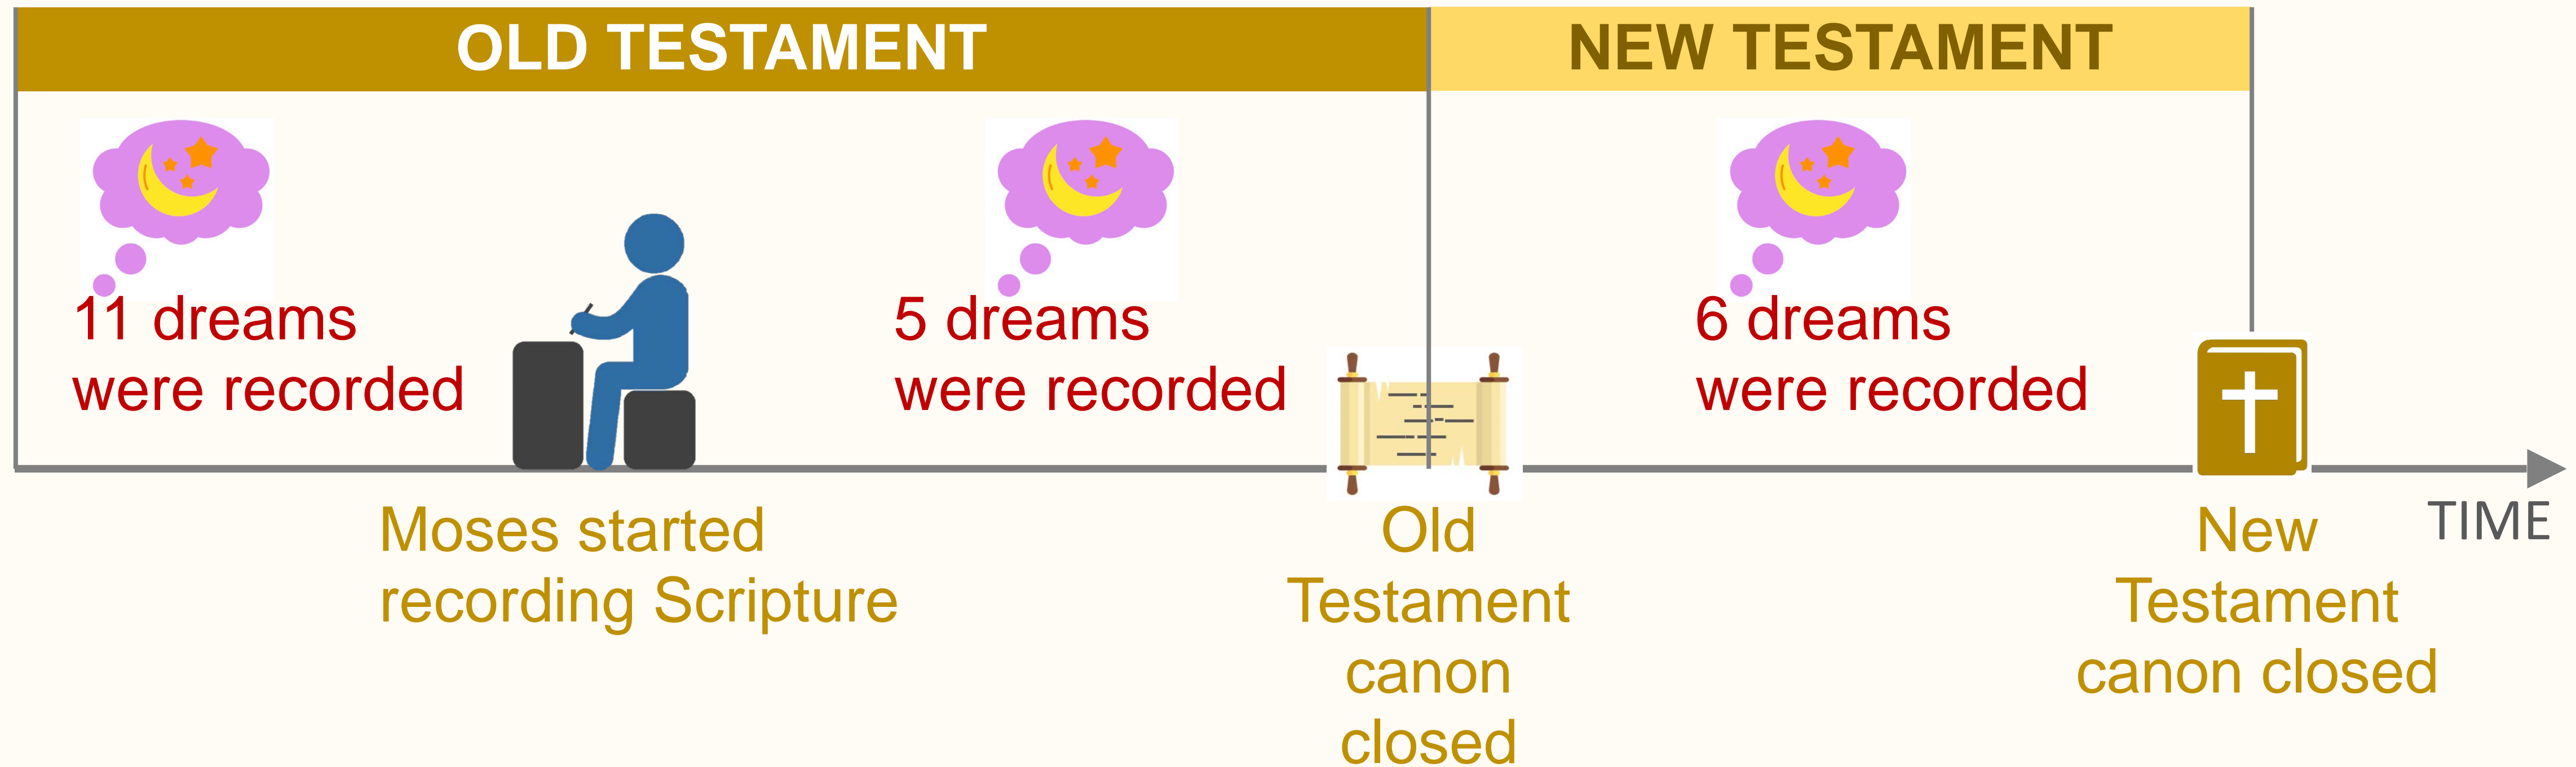 OLD TESTAMENT
NEW TESTAMENT
11 dreams
were recorded
5 dreams
were recorded
6 dreams
were recorded
Moses started
recording Scripture
Old
Testament
canon
closed
New
Testament
canon closed
TIME